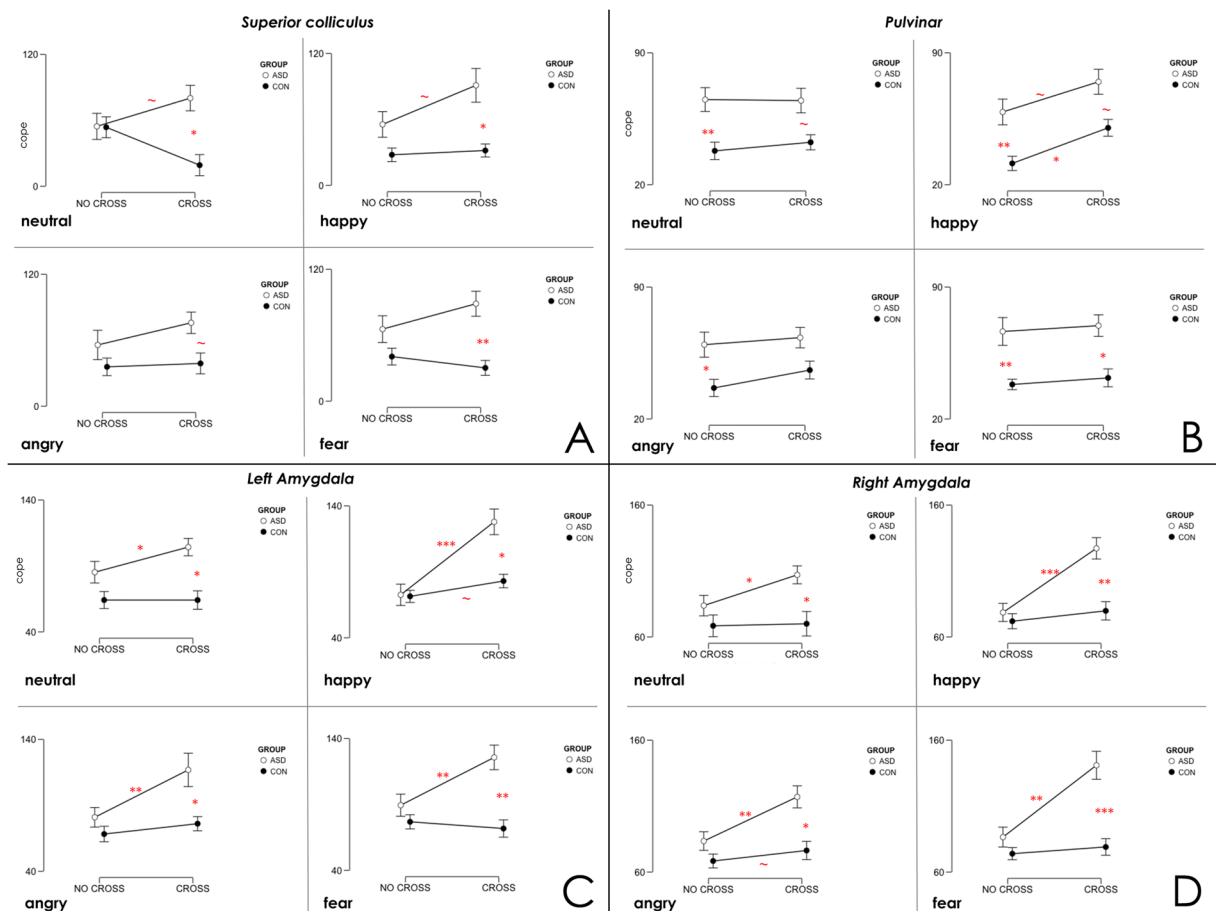 Superior colliculus
120
cope
0
GROUP
ASD
CON
~
*
NO CROSS CROSS
neutral
120
0
GROUP
ASD
CON
~
*
NO CROSS CROSS
happy
120
0
GROUP
ASD
CON
~
NO CROSS CROSS
angry
120
0
GROUP
ASD
CON
**
NO CROSS CROSS
fear
A
Pulvinar
90
cope
20
GROUP
ASD
CON
**
~
NO CROSS CROSS
neutral
90
20
GROUP
ASD
CON
~
~
**
*
NO CROSS CROSS
happy
90
20
GROUP
ASD
CON
*
NO CROSS CROSS
angry
90
20
GROUP
ASD
CON
**
*
NO CROSS CROSS
fear
B
Left Amygdala
140
cope
40
GROUP
ASD
CON
*
*
NO CROSS CROSS
neutral
140
40
GROUP
ASD
CON
***
*
~
NO CROSS CROSS
happy
140
40
GROUP
ASD
CON
**
*
NO CROSS CROSS
angry
140
40
GROUP
ASD
CON
**
**
NO CROSS CROSS
fear
C
Right Amygdala
160
cope
60
GROUP
ASD
CON
*
*
NO CROSS CROSS
neutral
160
60
GROUP
ASD
CON
***
**
NO CROSS CROSS
happy
160
60
GROUP
ASD
CON
**
*
~
NO CROSS CROSS
angry
160
60
GROUP
ASD
CON
**
***
NO CROSS CROSS
fear
D